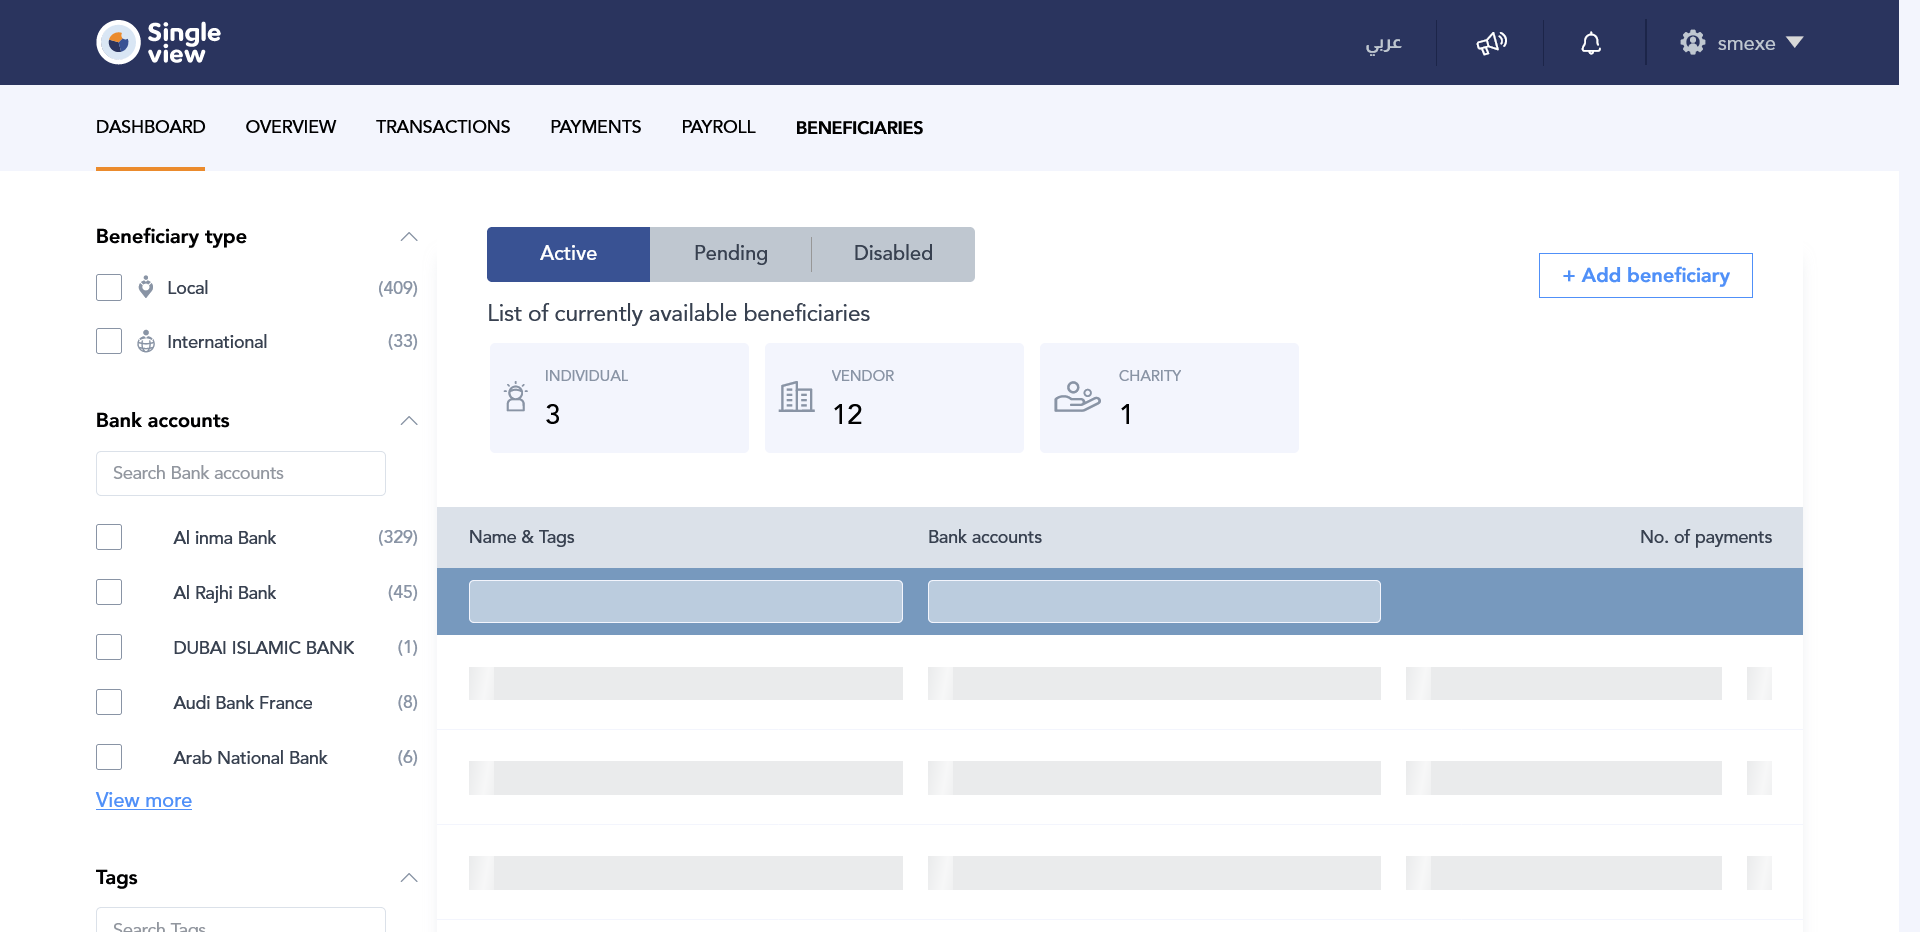 Single
view
عربي
smexe
DASHBOARD
OVERVIEW
TRANSACTIONS
PAYMENTS
PAYROLL
BENEFICIARIES
Beneficiary type
Local (409)
International (33)
Bank accounts
Search Bank accounts
Al inma Bank (329)
Al Rajhi Bank (45)
DUBAI ISLAMIC BANK (1)
Audi Bank France (8)
Arab National Bank (6)
View more
Tags
Search Tags
Active
Pending
Disabled
+ Add beneficiary
List of currently available beneficiaries
INDIVIDUAL
3
VENDOR
12
CHARITY
1
Name & Tags
Bank accounts
No. of payments